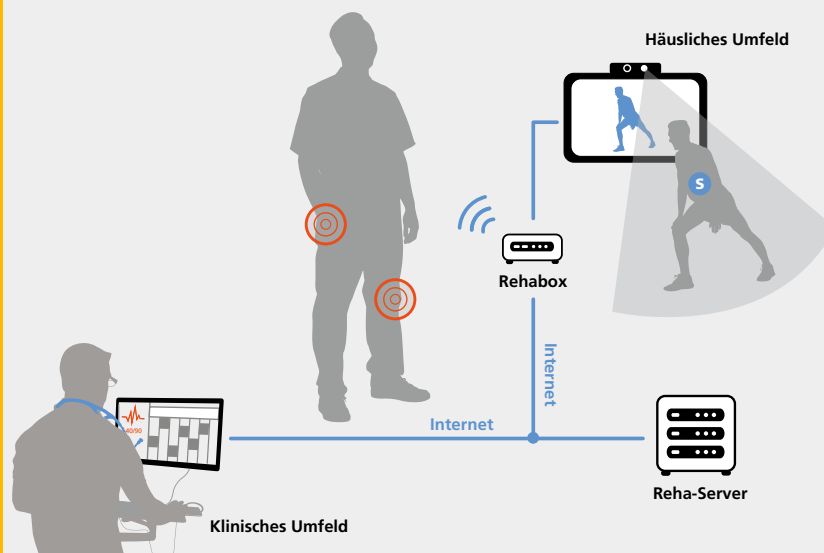 Häusliches Umfeld
S
Rehabox
Internet
Internet
Reha-Server
Klinisches Umfeld